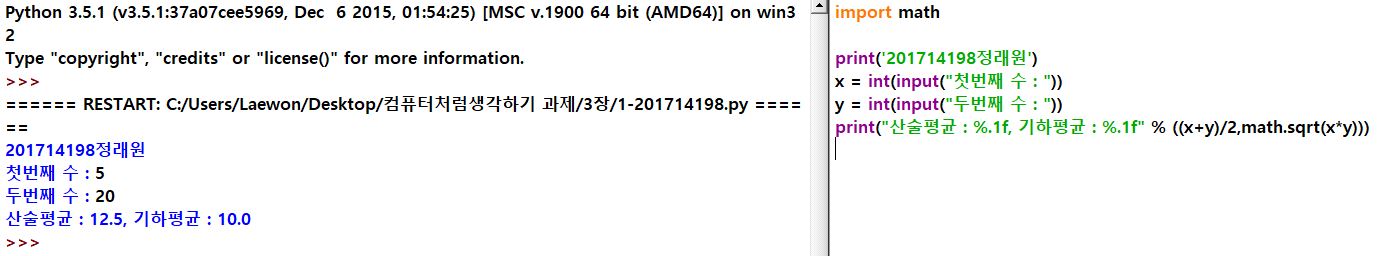 Python 3.5.1 (v3.5.1:37a07cee5969, Dec  6 2015, 01:54:25) [MSC v.1900 64 bit (AMD64)] on win3
2
Type "copyright", "credits" or "license()" for more information.
>>>
====== RESTART: C:/Users/Laewon/Desktop/컴퓨터처럼생각하기 과제/3장/1-201714198.py ====
==
201714198정래원
첫번째 수 : 5
두번째 수 : 20
산술평균 : 12.5, 기하평균 : 10.0
>>>
import math
print('201714198정래원')
x = int(input("첫번째 수 : "))
y = int(input("두번째 수 : "))
print("산술평균 : %.1f, 기하평균 : %.1f" % ((x+y)/2,math.sqrt(x*y)))